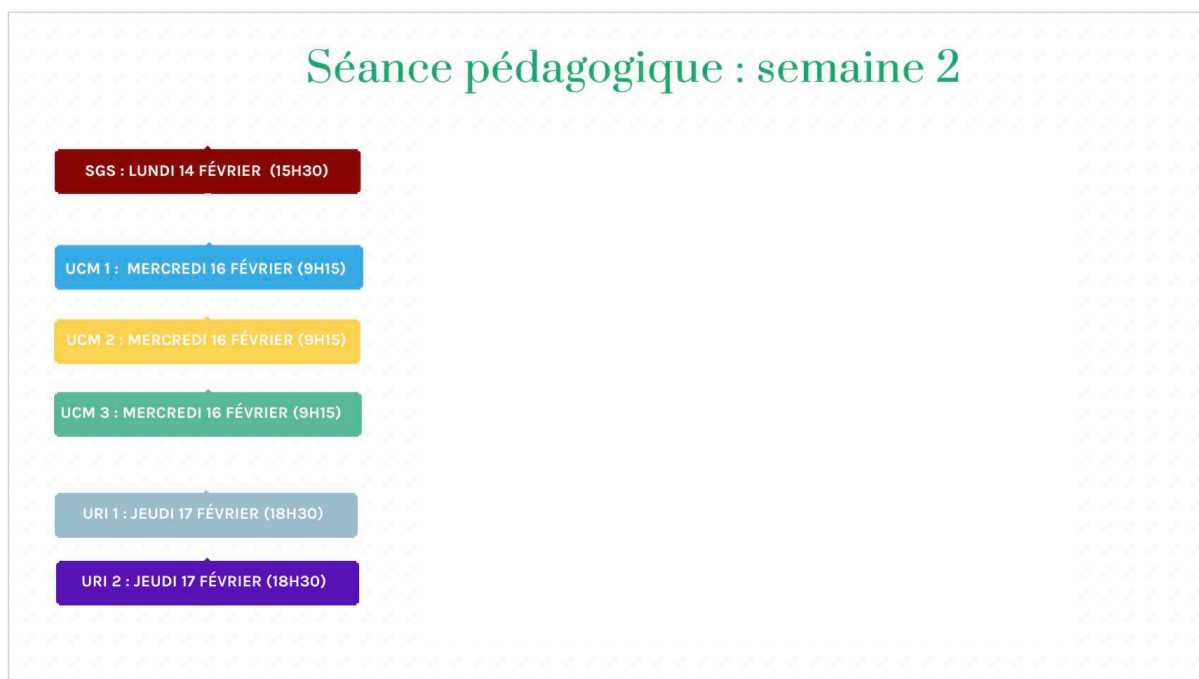 Séance pédagogique : semaine 2
SGS : LUNDI 14 FÉVRIER (15H30)
UCM 1 : MERCREDI 16 FÉVRIER (9H15)
UCM 2 : MERCREDI 16 FÉVRIER (9H15)
UCM 3 : MERCREDI 16 FÉVRIER (9H15)
URI 1 : JEUDI 17 FÉVRIER (18H30)
URI 2 : JEUDI 17 FÉVRIER (18H30)